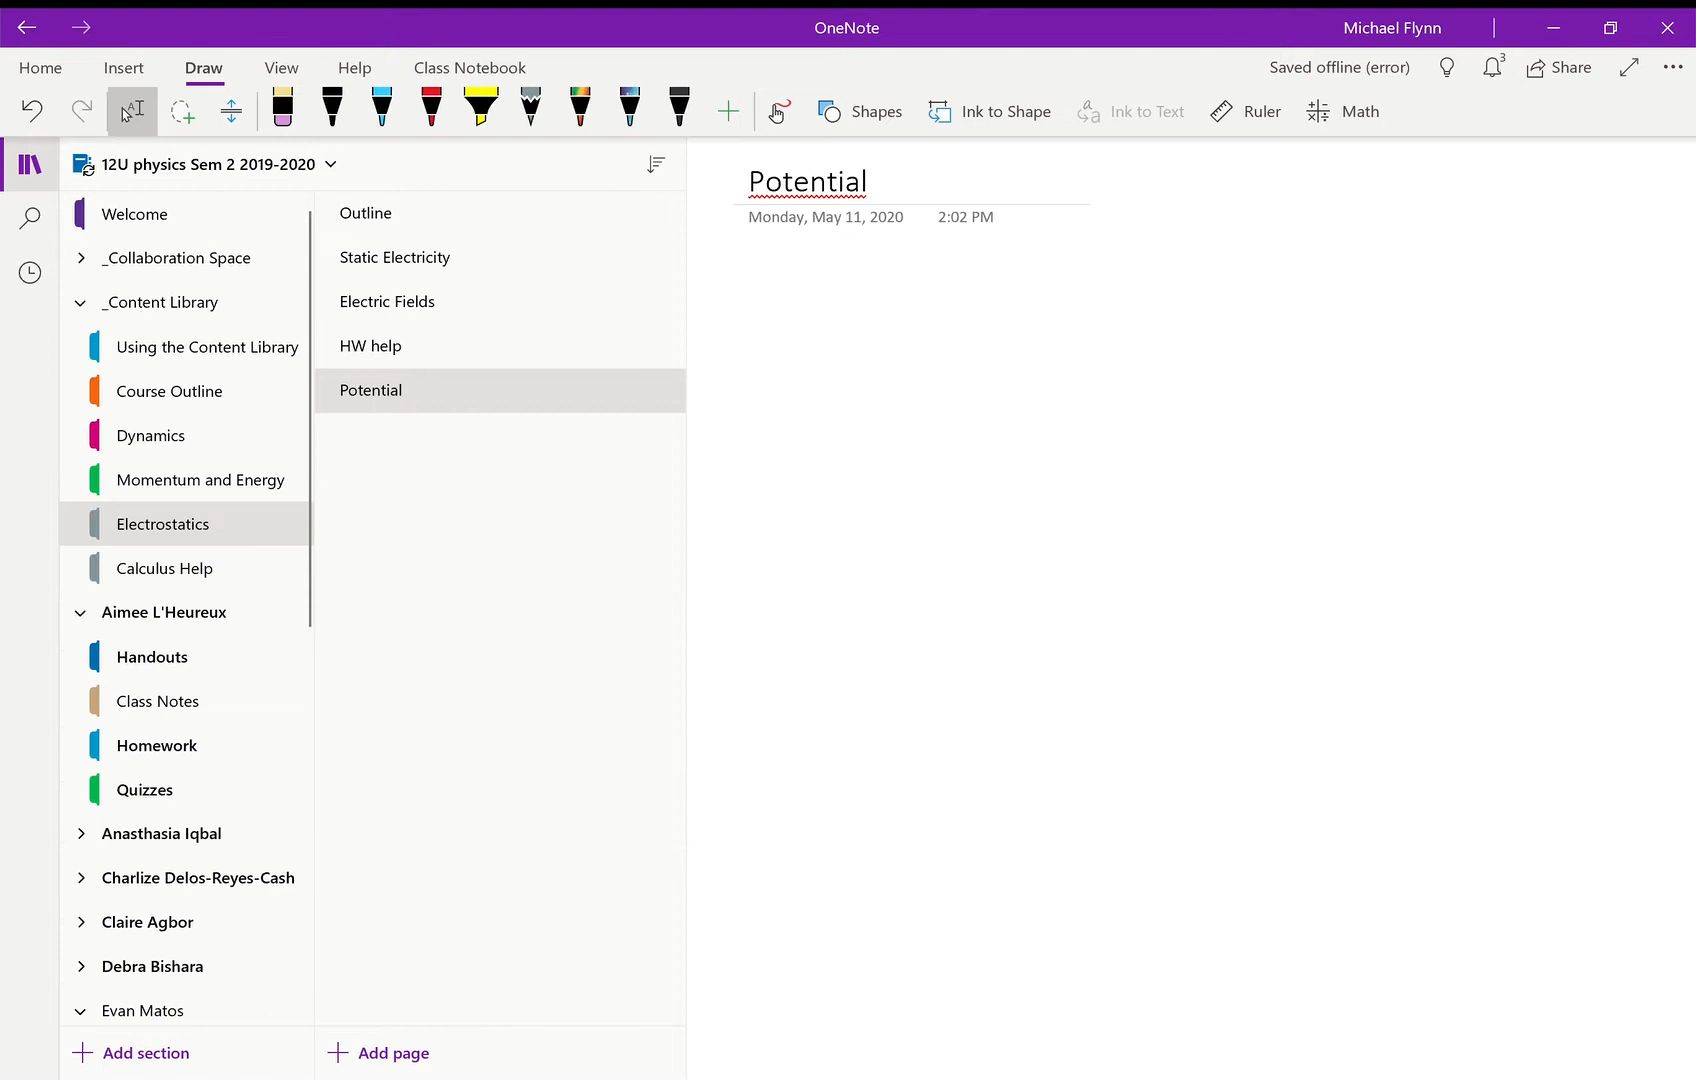 OneNote
Michael Flynn
Home Insert Draw View Help Class Notebook
Saved offline (error)
3
Share
Shapes
Ink to Shape
Ink to Text
Ruler
Math
12U physics Sem 2 2019-2020
Welcome
_Collaboration Space
_Content Library
Using the Content Library
Course Outline
Dynamics
Momentum and Energy
Electrostatics
Calculus Help
Aimee L'Heureux
Handouts
Class Notes
Homework
Quizzes
Anasthasia Iqbal
Charlize Delos-Reyes-Cash
Claire Agbor
Debra Bishara
Evan Matos
Add section
Outline
Static Electricity
Electric Fields
HW help
Potential
Add page
Potential
Monday, May 11, 2020 2:02 PM